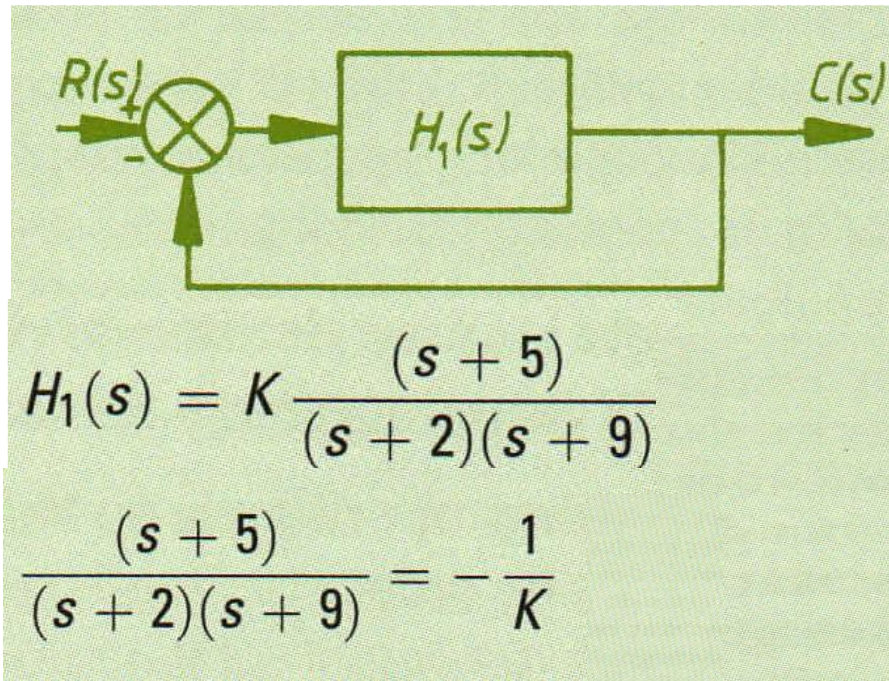 R(s) + - H₁(s) C(s)
H₁(s) = K (s + 5) / (s + 2)(s + 9)
(s + 5) / (s + 2)(s + 9) = - 1 / K